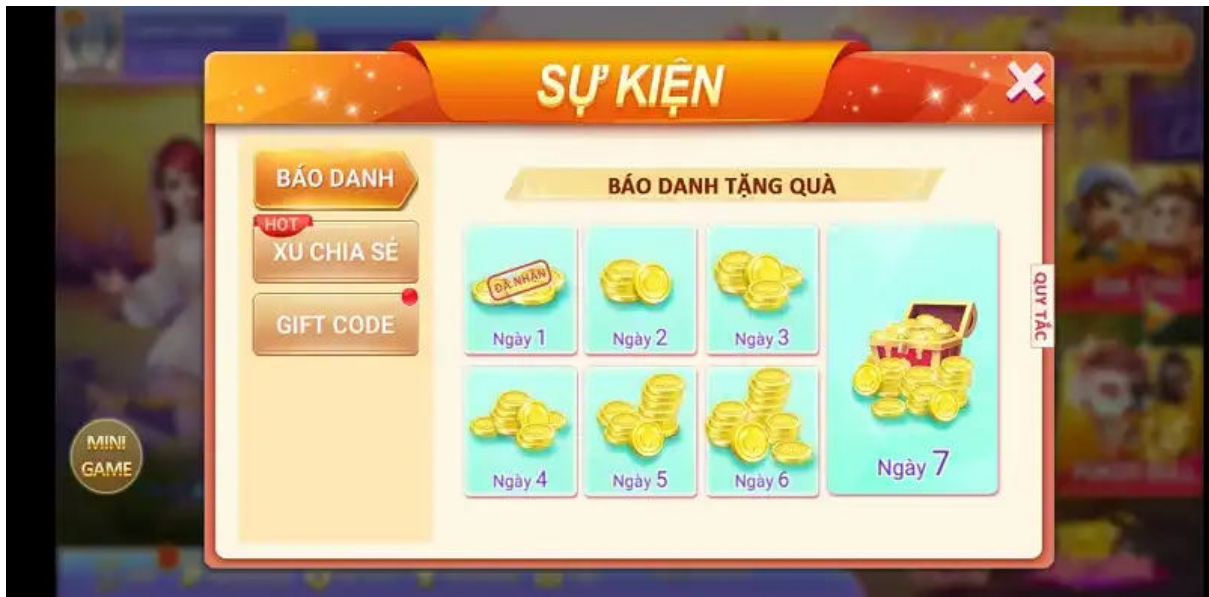 SỰ KIỆN
BÁO DANH
HOT
XU CHIA SẺ
GIFT CODE
BÁO DANH TẶNG QUÀ
ĐÃ NHẬN
Ngày 1
Ngày 2
Ngày 3
Ngày 4
Ngày 5
Ngày 6
Ngày 7
QUY TẮC
MINI
GAME